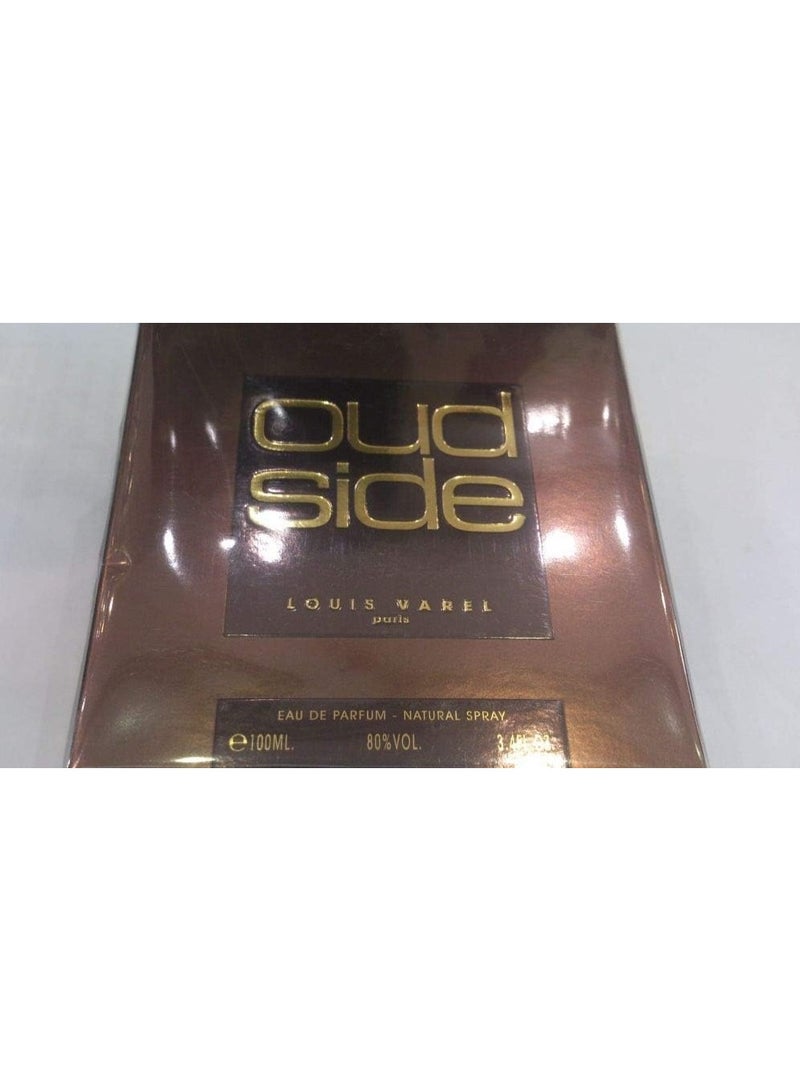 oud
side
LOUIS VAREL
paris
EAU DE PARFUM - NATURAL SPRAY
℮100ML. 80%VOL.